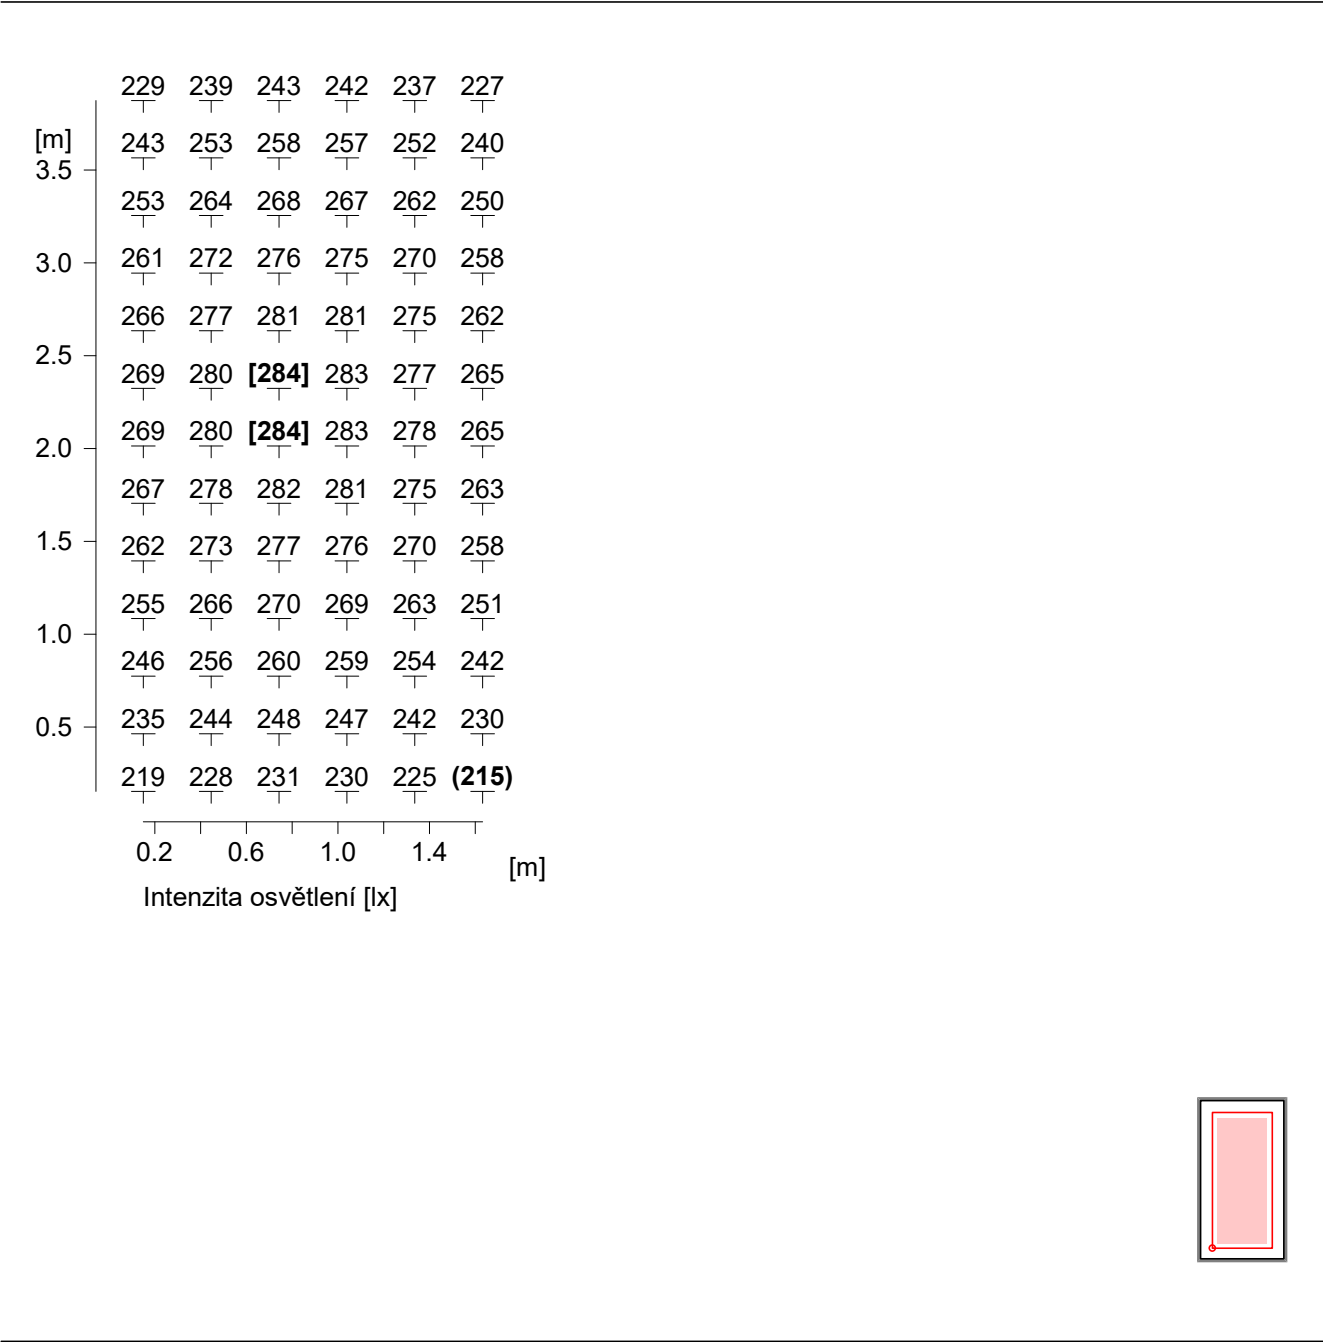 229 239 243 242 237 227
[m] 243 253 258 257 252 240
3.5
253 264 268 267 262 250
3.0 261 272 276 275 270 258
266 277 281 281 275 262
2.5
269 280 [284] 283 277 265
2.0 269 280 [284] 283 278 265
267 278 282 281 275 263
1.5 262 273 277 276 270 258
255 266 270 269 263 251
1.0
246 256 260 259 254 242
0.5 235 244 248 247 242 230
219 228 231 230 225 (215)
0.2 0.6 1.0 1.4 [m]
Intenzita osvětlení [lx]